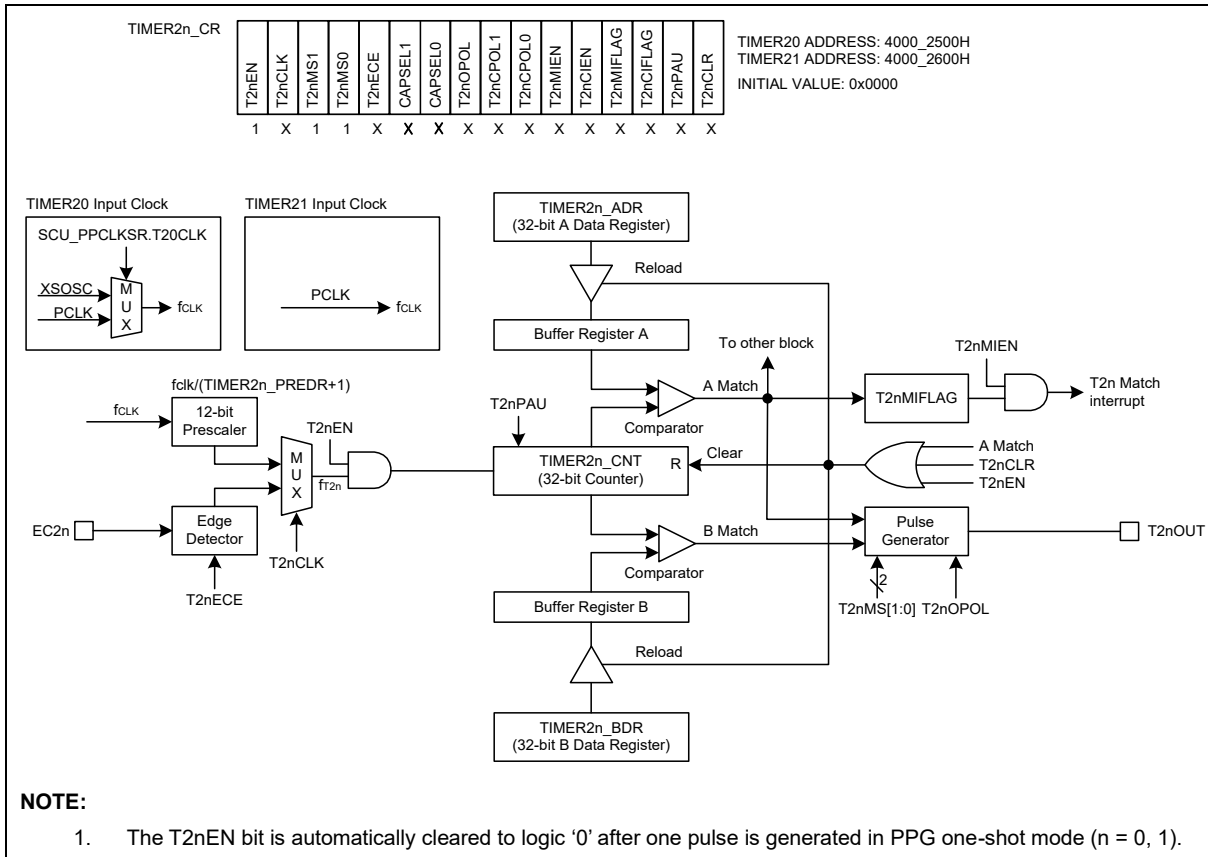 TIMER2n_CR
T2nEN
T2nCLK
T2nMS1
T2nMS0
T2nECE
CAPSEL1
CAPSEL0
T2nOPOL
T2nCPOL1
T2nCPOL0
T2nMIEN
T2nCIEN
T2nMIFLAG
T2nCIFLAG
T2nPAU
T2nCLR
TIMER20 ADDRESS: 4000_2500H
TIMER21 ADDRESS: 4000_2600H
INITIAL VALUE: 0x0000
1 X 1 1 X X X X X X X X X X X X
TIMER20 Input Clock
SCU_PPCLKSR.T20CLK
XSOSC
PCLK
MUX
fCLK
TIMER21 Input Clock
PCLK
fCLK
TIMER2n_ADR
(32-bit A Data Register)
Reload
Buffer Register A
To other block
A Match
Comparator
T2nMIEN
T2nMIFLAG
T2n Match
interrupt
fclk/(TIMER2n_PREDR+1)
fCLK
12-bit
Prescaler
MUX
T2nEN
fT2n
T2nPAU
TIMER2n_CNT
(32-bit Counter)
R
Clear
A Match
T2nCLR
T2nEN
EC2n
Edge
Detector
T2nCLK
T2nECE
B Match
Comparator
Pulse
Generator
T2nOUT
2
T2nMS[1:0]
T2nOPOL
Buffer Register B
Reload
TIMER2n_BDR
(32-bit B Data Register)
NOTE:
1. The T2nEN bit is automatically cleared to logic ‘0’ after one pulse is generated in PPG one-shot mode (n = 0, 1).